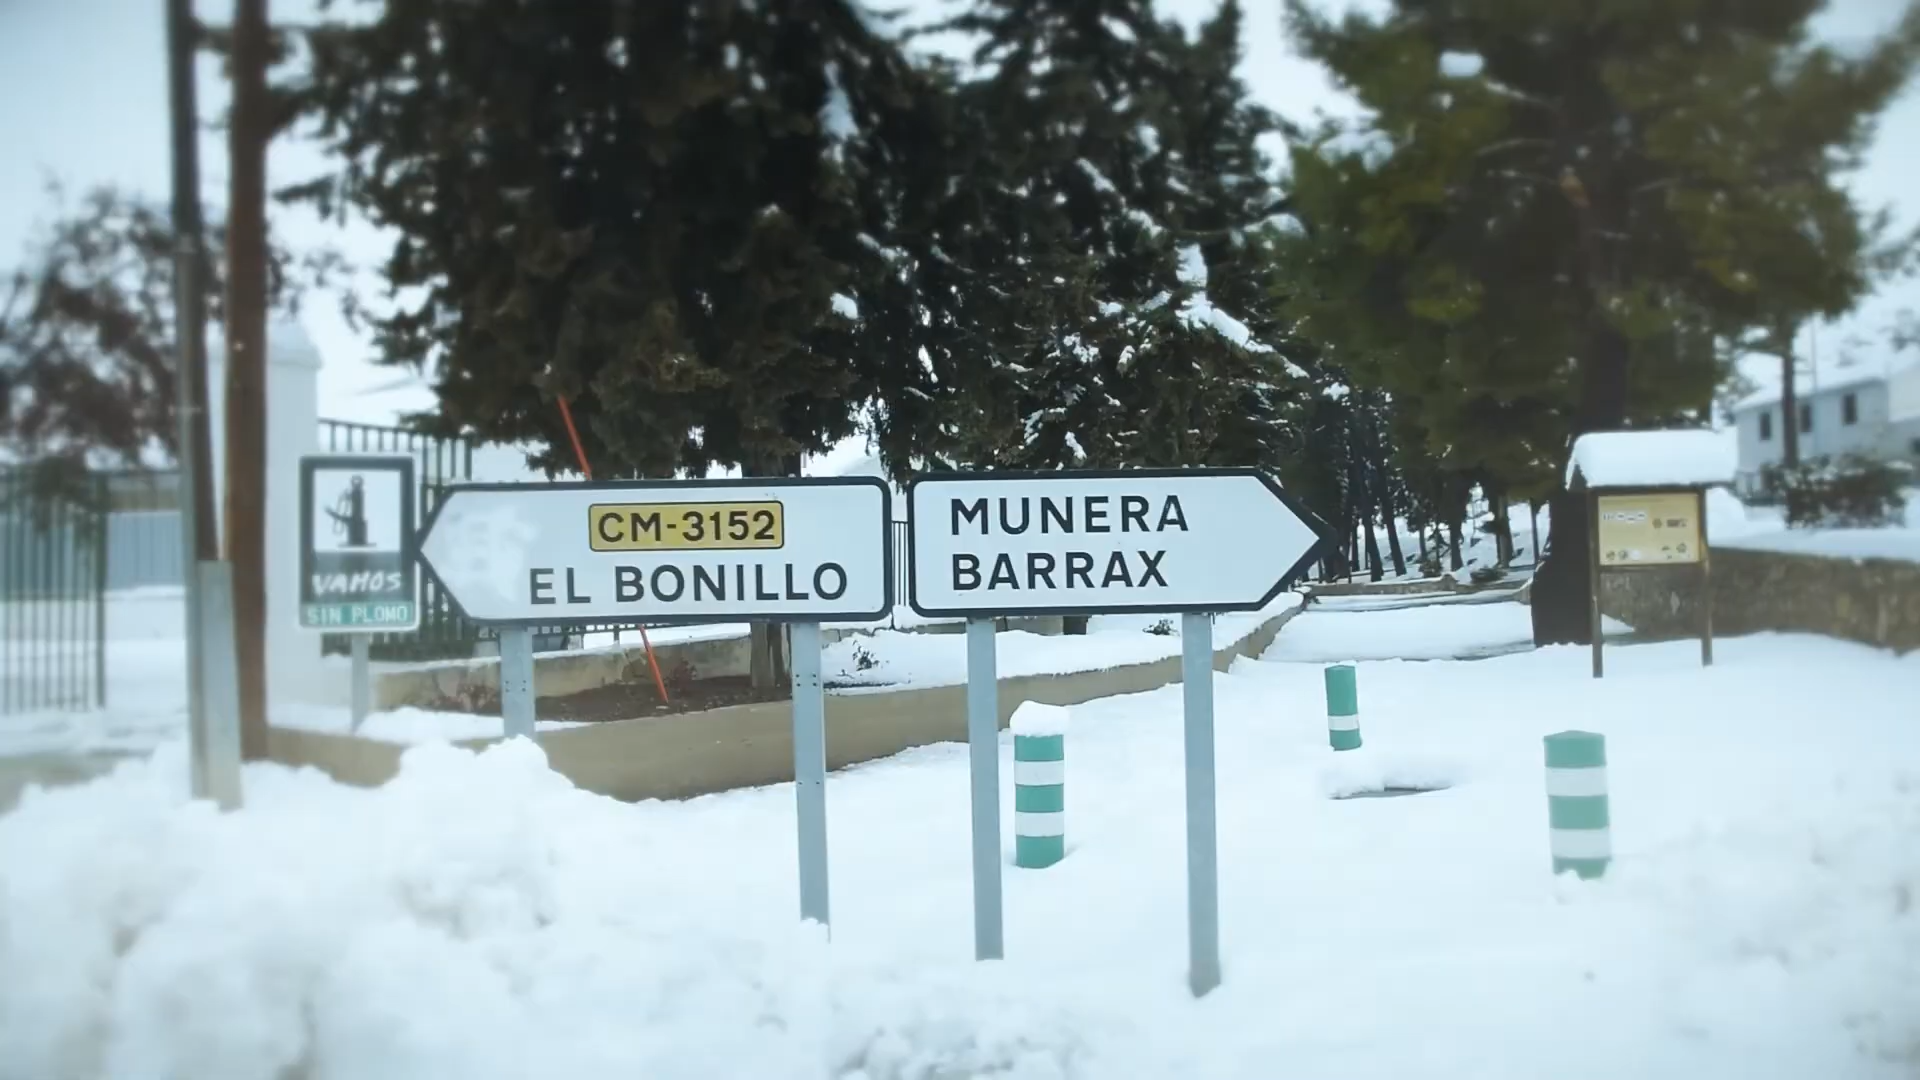 VAMOS
SIN PLOMO
CM-3152
EL BONILLO
MUNERA
BARRAX